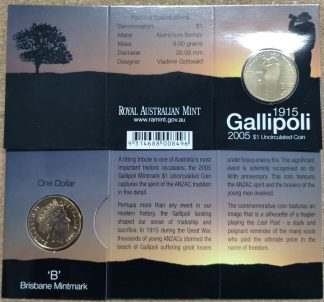 Nominal Specifications
Denomination $1
Metal Aluminium Bronze
Mass 9.00 grams
Diameter 25.00 mm
Designer Vladimir Gottwald
ROYAL AUSTRALIAN MINT
www.ramint.gov.au
9 314688 008496
1915
Gallipoli
2005 $1 Uncirculated Coin
One Dollar
'B'
Brisbane Mintmark
A fitting tribute to one of Australia's most
important historic occasions, the 2005
Gallipoli Mintmark $1 Uncirculated Coin
captures the spirit of the ANZAC tradition
in fine detail.
Perhaps more than any event in our
modern history, the Gallipoli landing
shaped our sense of mateship and
sacrifice. In 1915 during the Great War,
thousands of young ANZACs stormed the
beach of Gallipoli suffering great losses
under heavy enemy fire. This significant
event is solemnly recognised on its
90th anniversary. This coin honours
the ANZAC spirit and the bravery of the
young men involved.
The commemorative coin features an
image that is a silhouette of a bugler
playing the Last Post - a stark and
poignant reminder of the many souls
who paid the ultimate price in the
name of freedom.